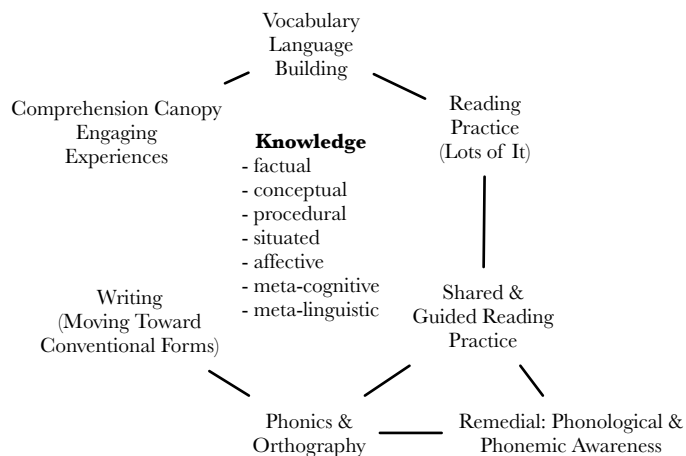 Vocabulary
Language
Building
Comprehension Canopy
Engaging
Experiences
Reading
Practice
(Lots of It)
Knowledge
- factual
- conceptual
- procedural
- situated
- affective
- meta-cognitive
- meta-linguistic
Writing
(Moving Toward
Conventional Forms)
Shared &
Guided Reading
Practice
Phonics &
Orthography
Remedial: Phonological &
Phonemic Awareness